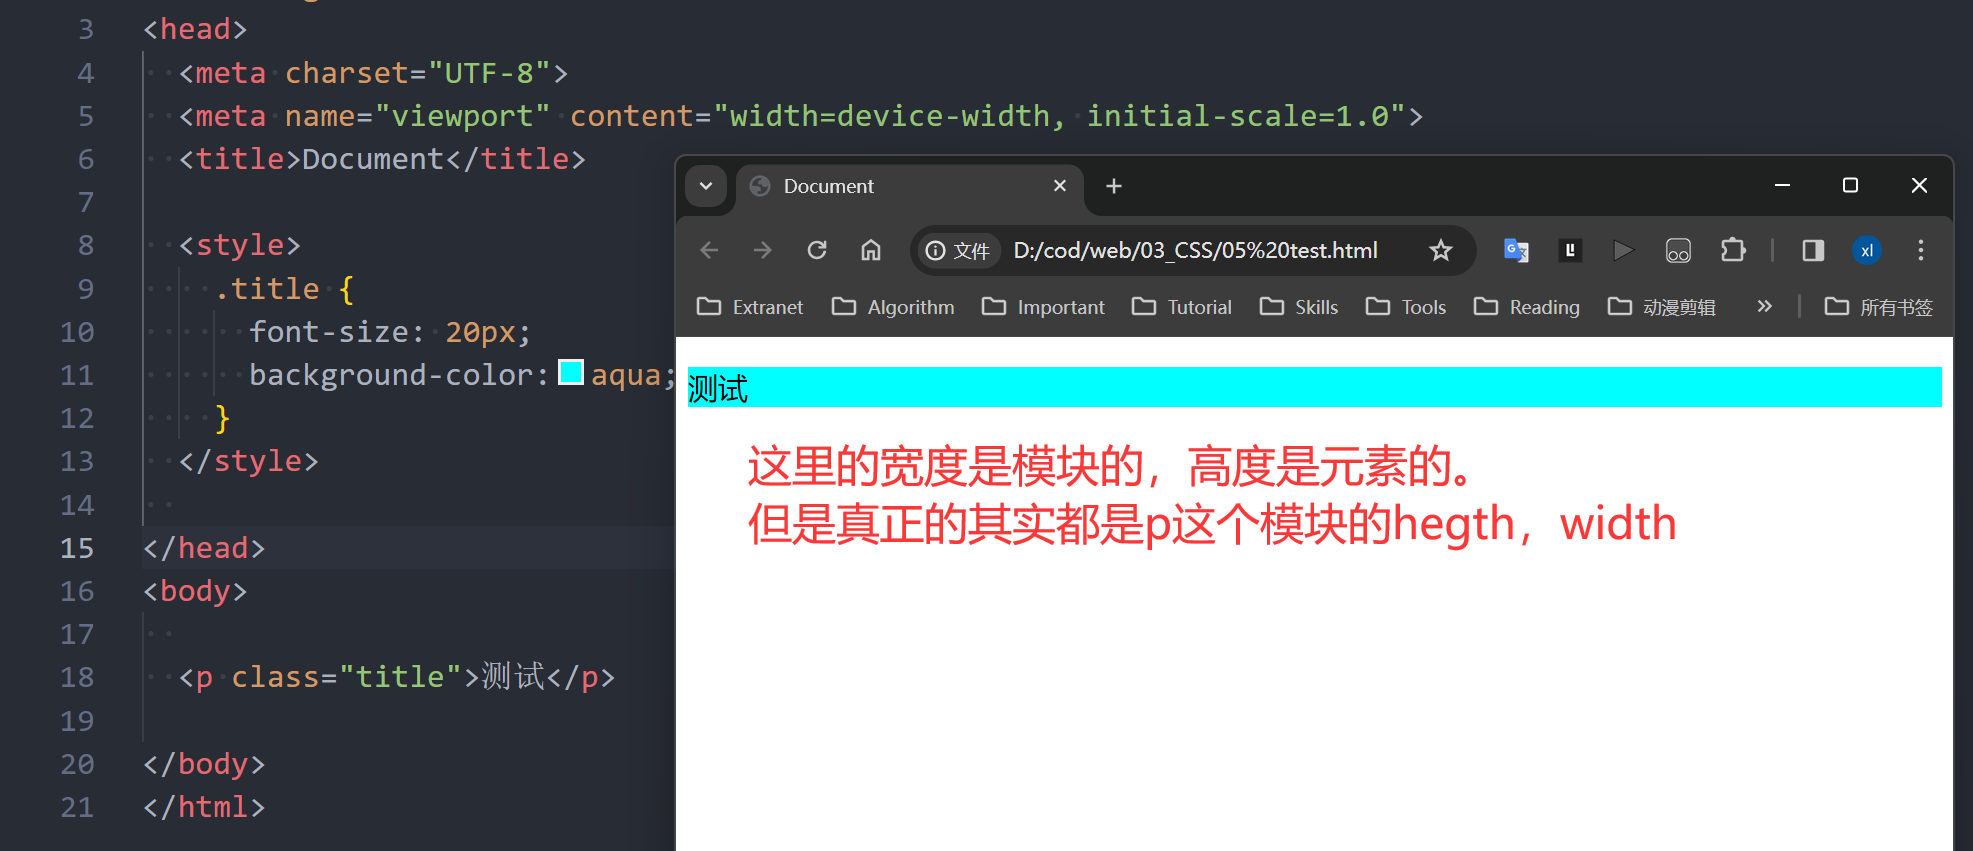 3 <head>
4 <meta charset="UTF-8">
5 <meta name="viewport" content="width=device-width, initial-scale=1.0">
6 <title>Document</title>
7
8 <style>
9 .title {
10 font-size: 20px;
11 background-color: aqua;
12 }
13 </style>
14
15 </head>
16 <body>
17
18 <p class="title">测试</p>
19
20 </body>
21 </html>
Document
文件 D:/cod/web/03_CSS/05%20test.html xl
Extranet Algorithm Important Tutorial Skills Tools Reading 动漫剪辑 » 所有书签
测试
这里的宽度是模块的，高度是元素的。
但是真正的其实都是p这个模块的hegth，width